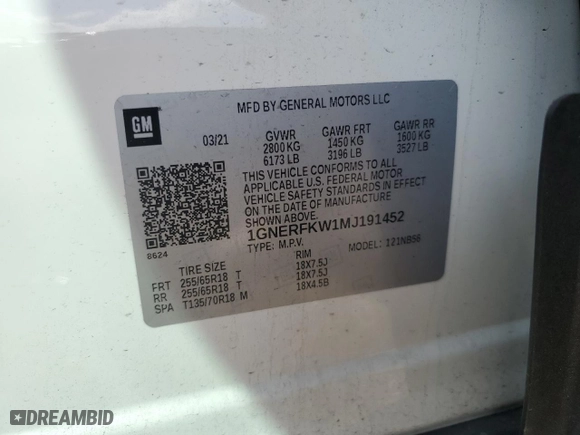 GM
MFD BY GENERAL MOTORS LLC
03/21 GVWR GAWR FRT GAWR RR
2800 KG 1450 KG 1600 KG
6173 LB 3196 LB 3527 LB
THIS VEHICLE CONFORMS TO ALL
APPLICABLE U.S. FEDERAL MOTOR
VEHICLE SAFETY STANDARDS IN EFFECT
ON THE DATE OF MANUFACTURE
SHOWN ABOVE.
1GNERFKW1MJ191452
TYPE: M.P.V. MODEL: 121NB56
8624
TIRE SIZE RIM
FRT 255/65R18 T 18X7.5J
RR 255/65R18 T 18X7.5J
SPA T135/70R18 M 18X4.5B
DREAMBID